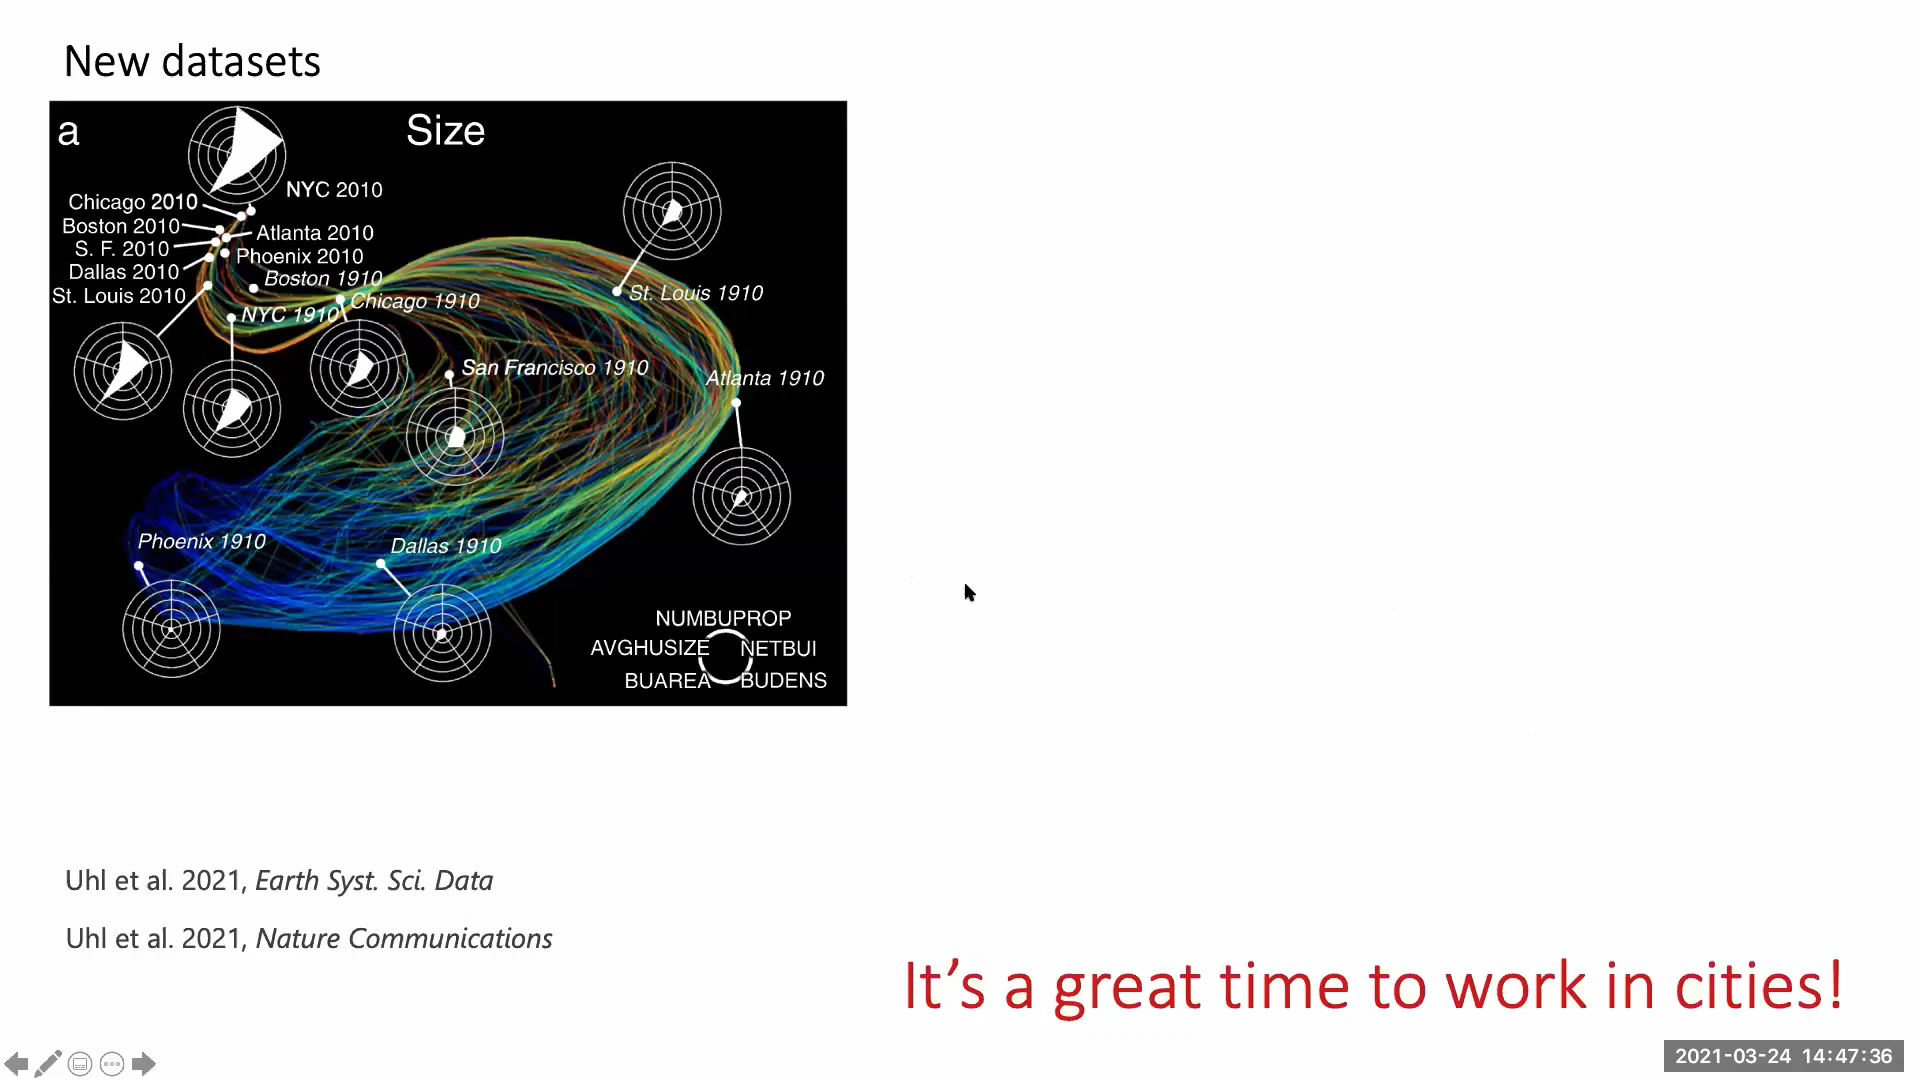 New datasets
a
Size
NYC 2010
Chicago 2010
Boston 2010
Atlanta 2010
S. F. 2010
Phoenix 2010
Dallas 2010
Boston 1910
St. Louis 2010
Chicago 1910
St. Louis 1910
NYC 1910
San Francisco 1910
Atlanta 1910
Phoenix 1910
Dallas 1910
NUMBUPROP
AVGHUSIZE
NETBUI
BUAREA
BUDENS
Uhl et al. 2021, Earth Syst. Sci. Data
Uhl et al. 2021, Nature Communications
It’s a great time to work in cities!
2021-03-24 14:47:36